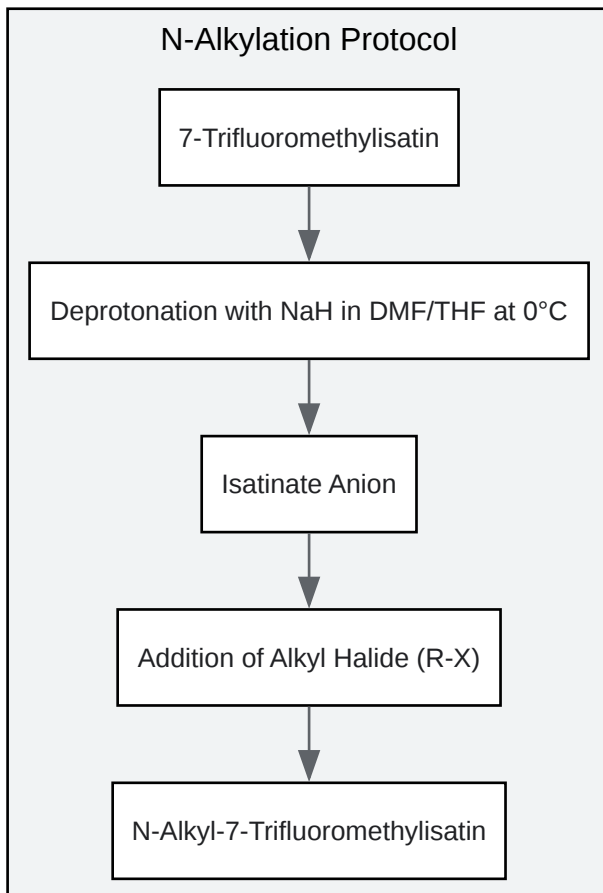 N-Alkylation Protocol
7-Trifluoromethylisatin
Deprotonation with NaH in DMF/THF at 0°C
Isatinate Anion
Addition of Alkyl Halide (R-X)
N-Alkyl-7-Trifluoromethylisatin